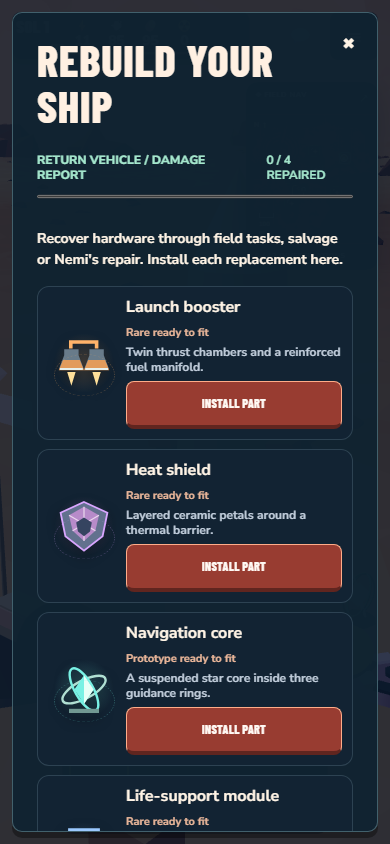 REBUILD YOUR
SHIP
✖
RETURN VEHICLE / DAMAGE
REPORT
0 / 4
REPAIRED
Recover hardware through field tasks, salvage
or Nemi's repair. Install each replacement here.
Launch booster
Rare ready to fit
Twin thrust chambers and a reinforced
fuel manifold.
INSTALL PART
Heat shield
Rare ready to fit
Layered ceramic petals around a
thermal barrier.
INSTALL PART
Navigation core
Prototype ready to fit
A suspended star core inside three
guidance rings.
INSTALL PART
Life-support module
Rare ready to fit